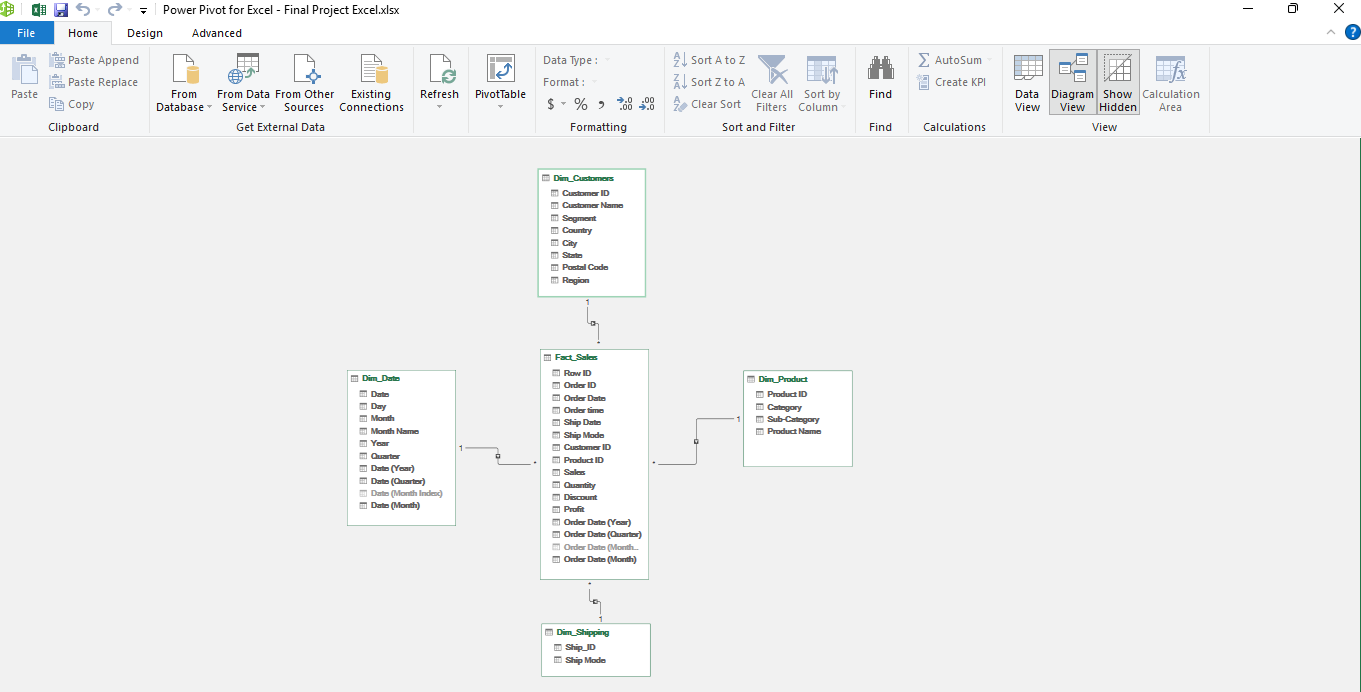 Power Pivot for Excel - Final Project Excel.xlsx
File Home Design Advanced
Paste
Paste Append
Paste Replace
Copy
Clipboard
From Database
From Data Service
From Other Sources
Existing Connections
Get External Data
Refresh
PivotTable
Data Type :
Format :
$ % , .00 .00
Formatting
Sort A to Z
Sort Z to A
Clear Sort
Clear All Filters
Sort by Column
Sort and Filter
Find
Find
AutoSum
Create KPI
Calculations
Data View
Diagram View
Show Hidden
Calculation Area
View
Dim_Customers
Customer ID
Customer Name
Segment
Country
City
State
Postal Code
Region
1
*
Dim_Date
Date
Day
Month
Month Name
Year
Quarter
Date (Year)
Date (Quarter)
Date (Month Index)
Date (Month)
1
*
Fact_Sales
Row ID
Order ID
Order Date
Order time
Ship Date
Ship Mode
Customer ID
Product ID
Sales
Quantity
Discount
Profit
Order Date (Year)
Order Date (Quarter)
Order Date (Month...
Order Date (Month)
*
1
Dim_Product
Product ID
Category
Sub-Category
Product Name
*
1
Dim_Shipping
Ship_ID
Ship Mode